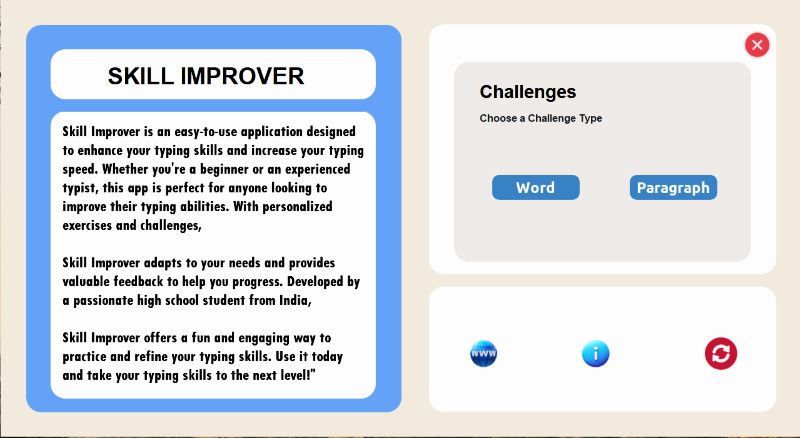 SKILL IMPROVER
Skill Improver is an easy-to-use application designed
to enhance your typing skills and increase your typing
speed. Whether you're a beginner or an experienced
typist, this app is perfect for anyone looking to
improve their typing abilities. With personalized
exercises and challenges,
Skill Improver adapts to your needs and provides
valuable feedback to help you progress. Developed by
a passionate high school student from India,
Skill Improver offers a fun and engaging way to
practice and refine your typing skills. Use it today
and take your typing skills to the next level!"
Challenges
Choose a Challenge Type
Word
Paragraph
www
i